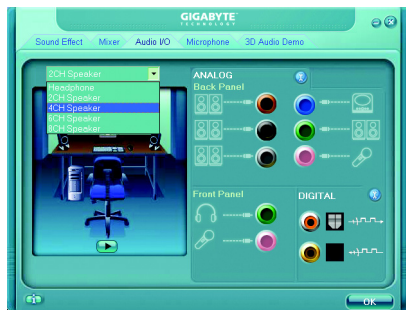 GIGABYTE
TECHNOLOGY
Sound Effect Mixer Audio I/O Microphone 3D Audio Demo
2CH Speaker
Headphone
2CH Speaker
4CH Speaker
6CH Speaker
8CH Speaker
ANALOG
Back Panel
Front Panel
DIGITAL
OK